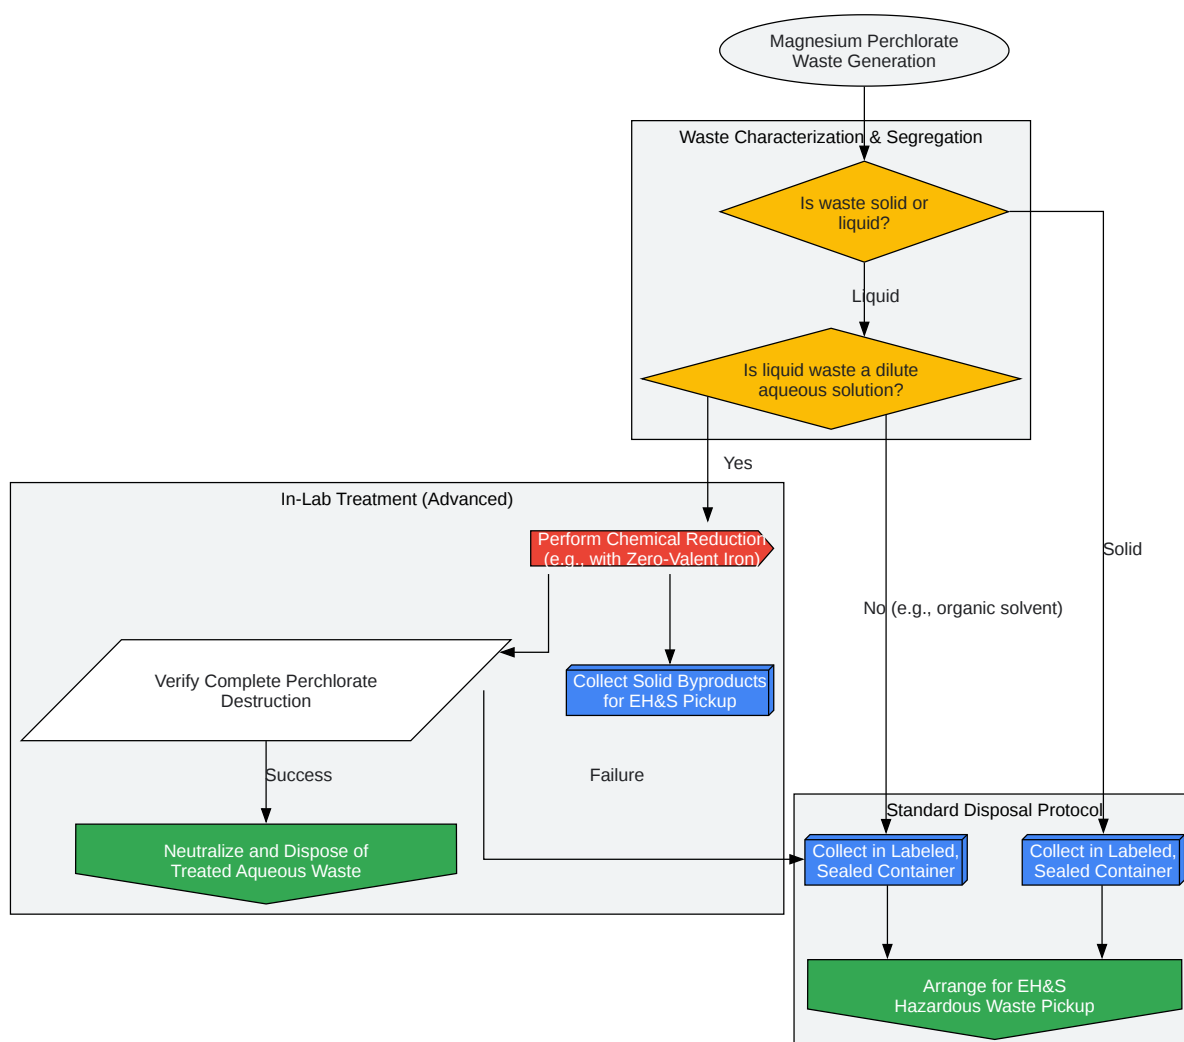 Magnesium Perchlorate
Waste Generation
Waste Characterization & Segregation
Is waste solid or
liquid?
Liquid
Is liquid waste a dilute
aqueous solution?
Yes
In-Lab Treatment (Advanced)
Perform Chemical Reduction
(e.g., with Zero-Valent Iron)
Solid
No (e.g., organic solvent)
Verify Complete Perchlorate
Destruction
Collect Solid Byproducts
for EH&S Pickup
Success
Failure
Standard Disposal Protocol
Neutralize and Dispose of
Treated Aqueous Waste
Collect in Labeled,
Sealed Container
Collect in Labeled,
Sealed Container
Arrange for EH&S
Hazardous Waste Pickup